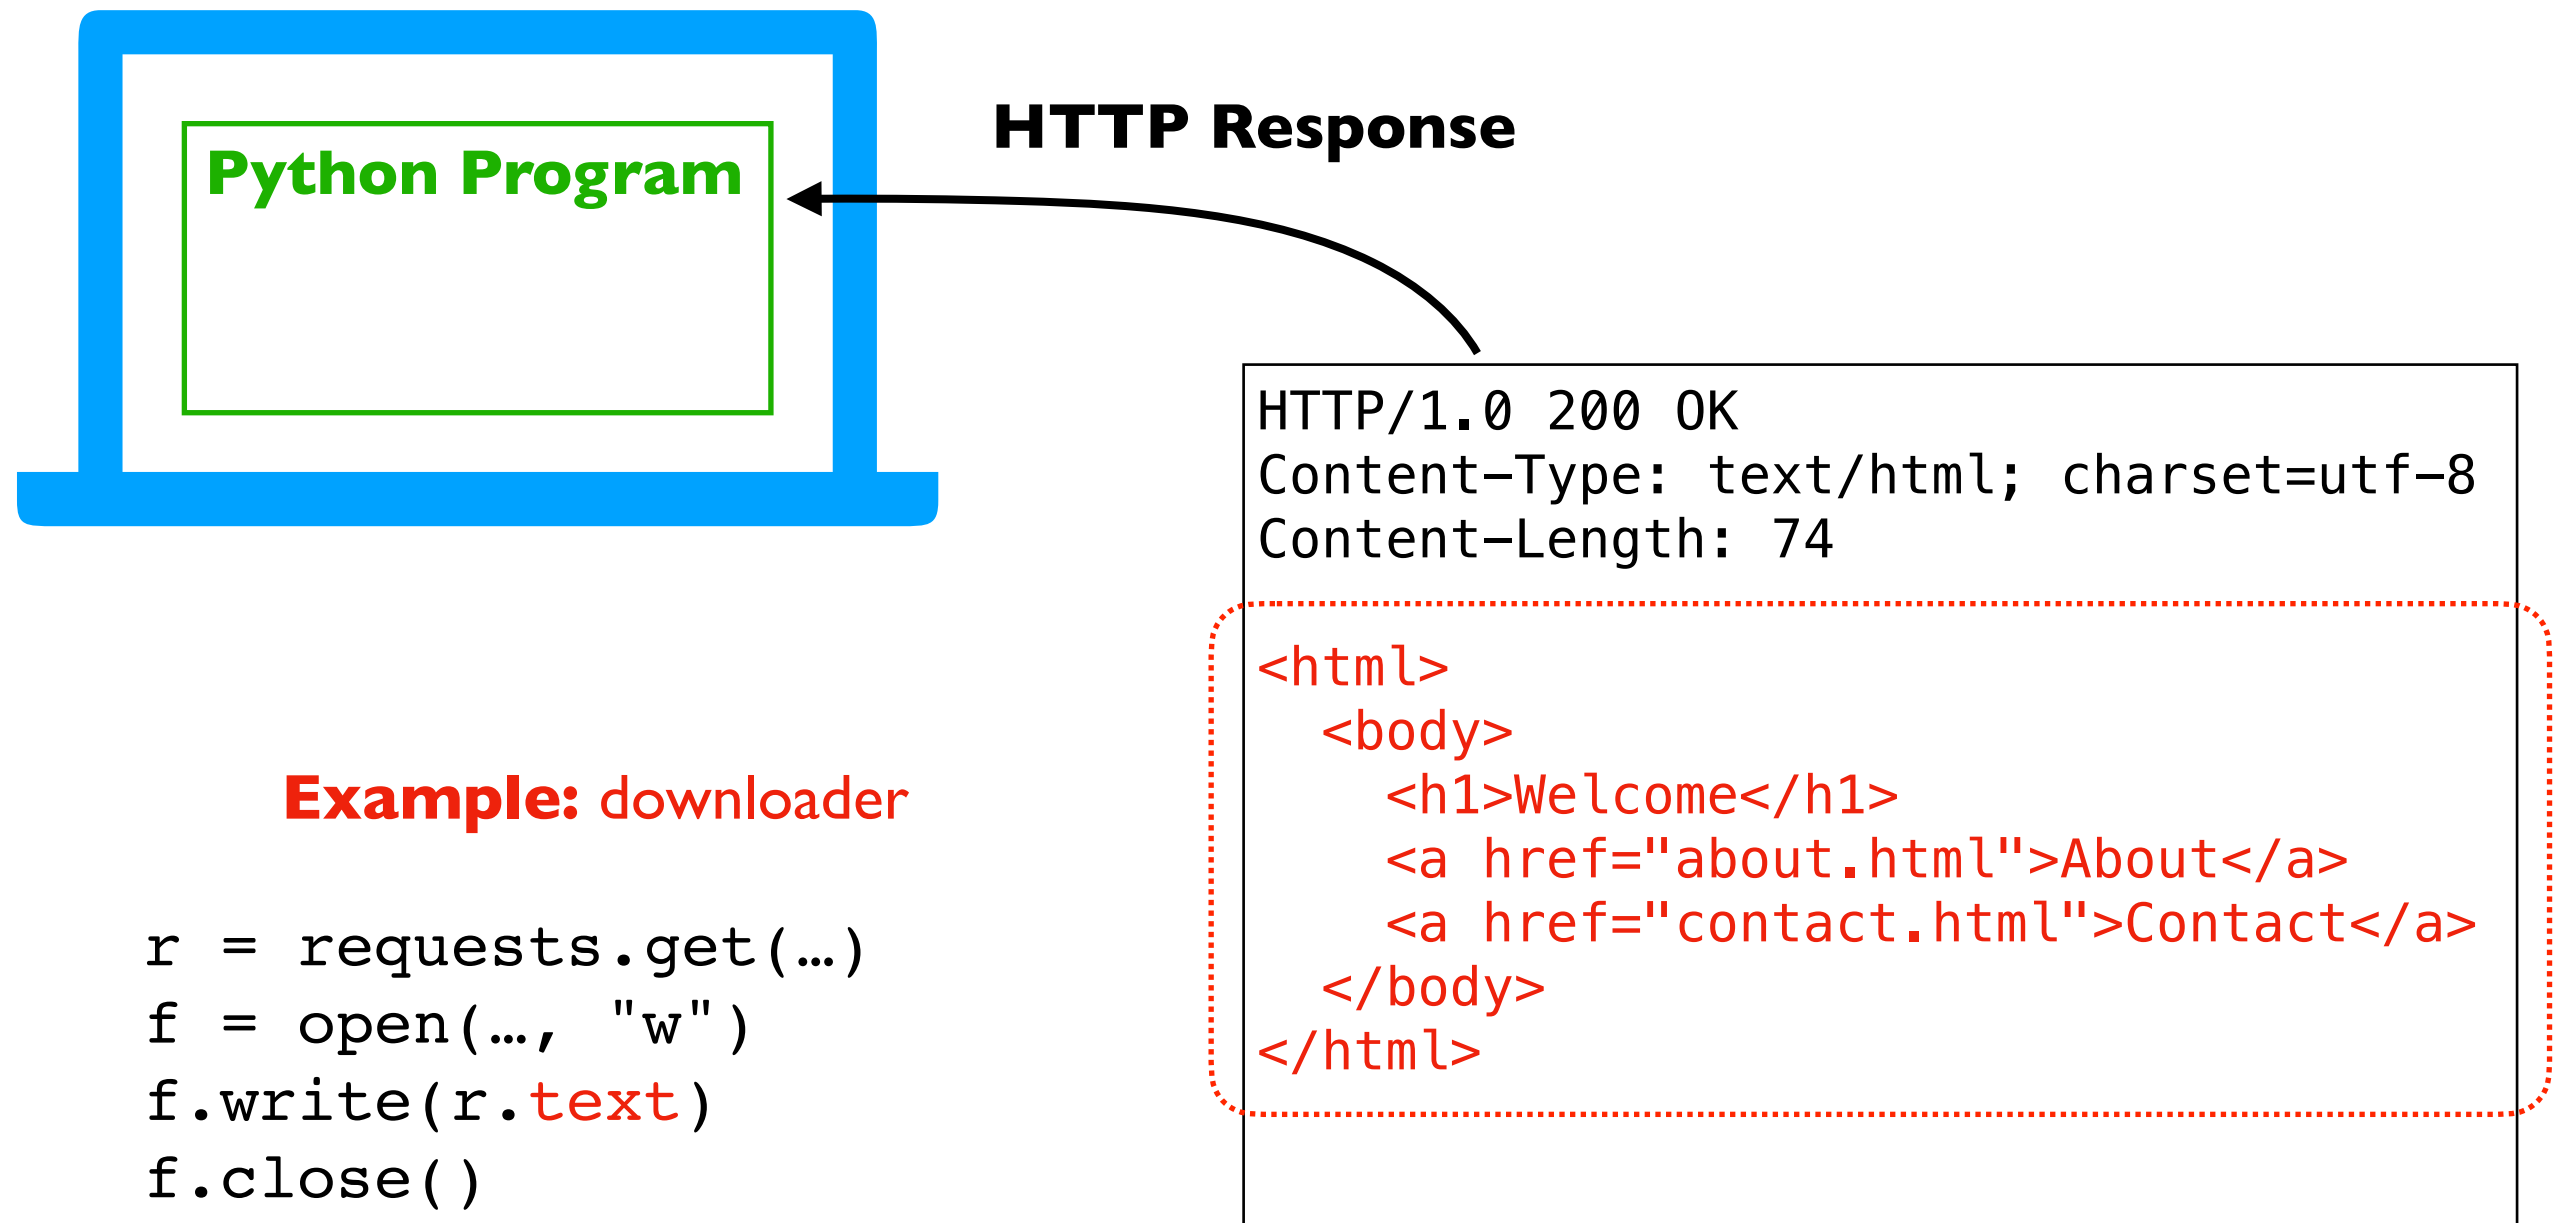 Python Program
HTTP Response
HTTP/1.0 200 OK
Content-Type: text/html; charset=utf-8
Content-Length: 74
<html>
  <body>
    <h1>Welcome</h1>
    <a href="about.html">About</a>
    <a href="contact.html">Contact</a>
  </body>
</html>
Example: downloader
r = requests.get(…)
f = open(…, "w")
f.write(r.text)
f.close()